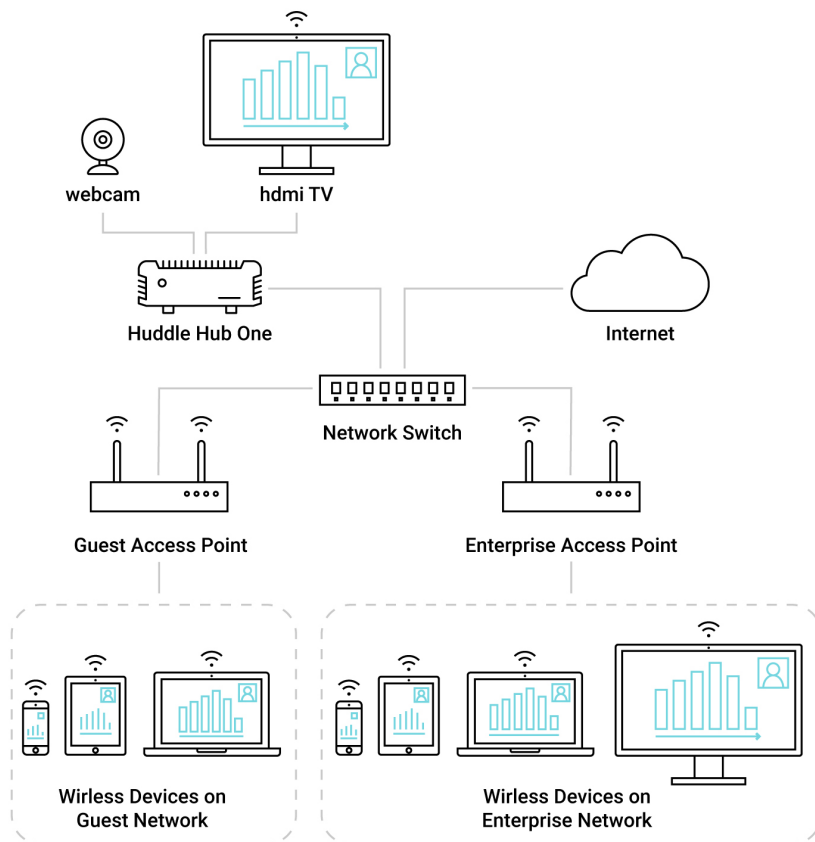 webcam
hdmi TV
Huddle Hub One
Internet
Network Switch
Guest Access Point
Enterprise Access Point
Wirless Devices on
Guest Network
Wirless Devices on
Enterprise Network